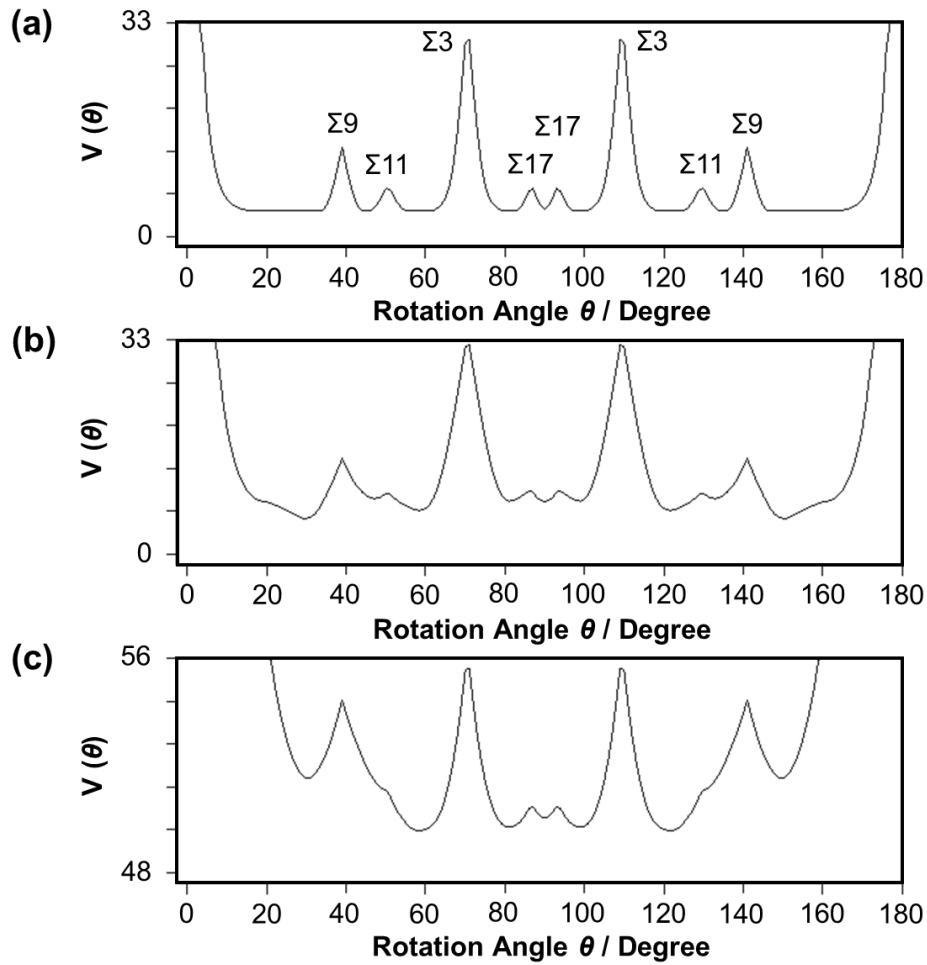 (a)
33
V (θ)
0
Σ3 Σ3
Σ17
Σ9 Σ9
Σ11 Σ17 Σ11
0 20 40 60 80 100 120 140 160 180
Rotation Angle θ / Degree
(b)
33
V (θ)
0
0 20 40 60 80 100 120 140 160 180
Rotation Angle θ / Degree
(c)
56
V (θ)
48
0 20 40 60 80 100 120 140 160 180
Rotation Angle θ / Degree